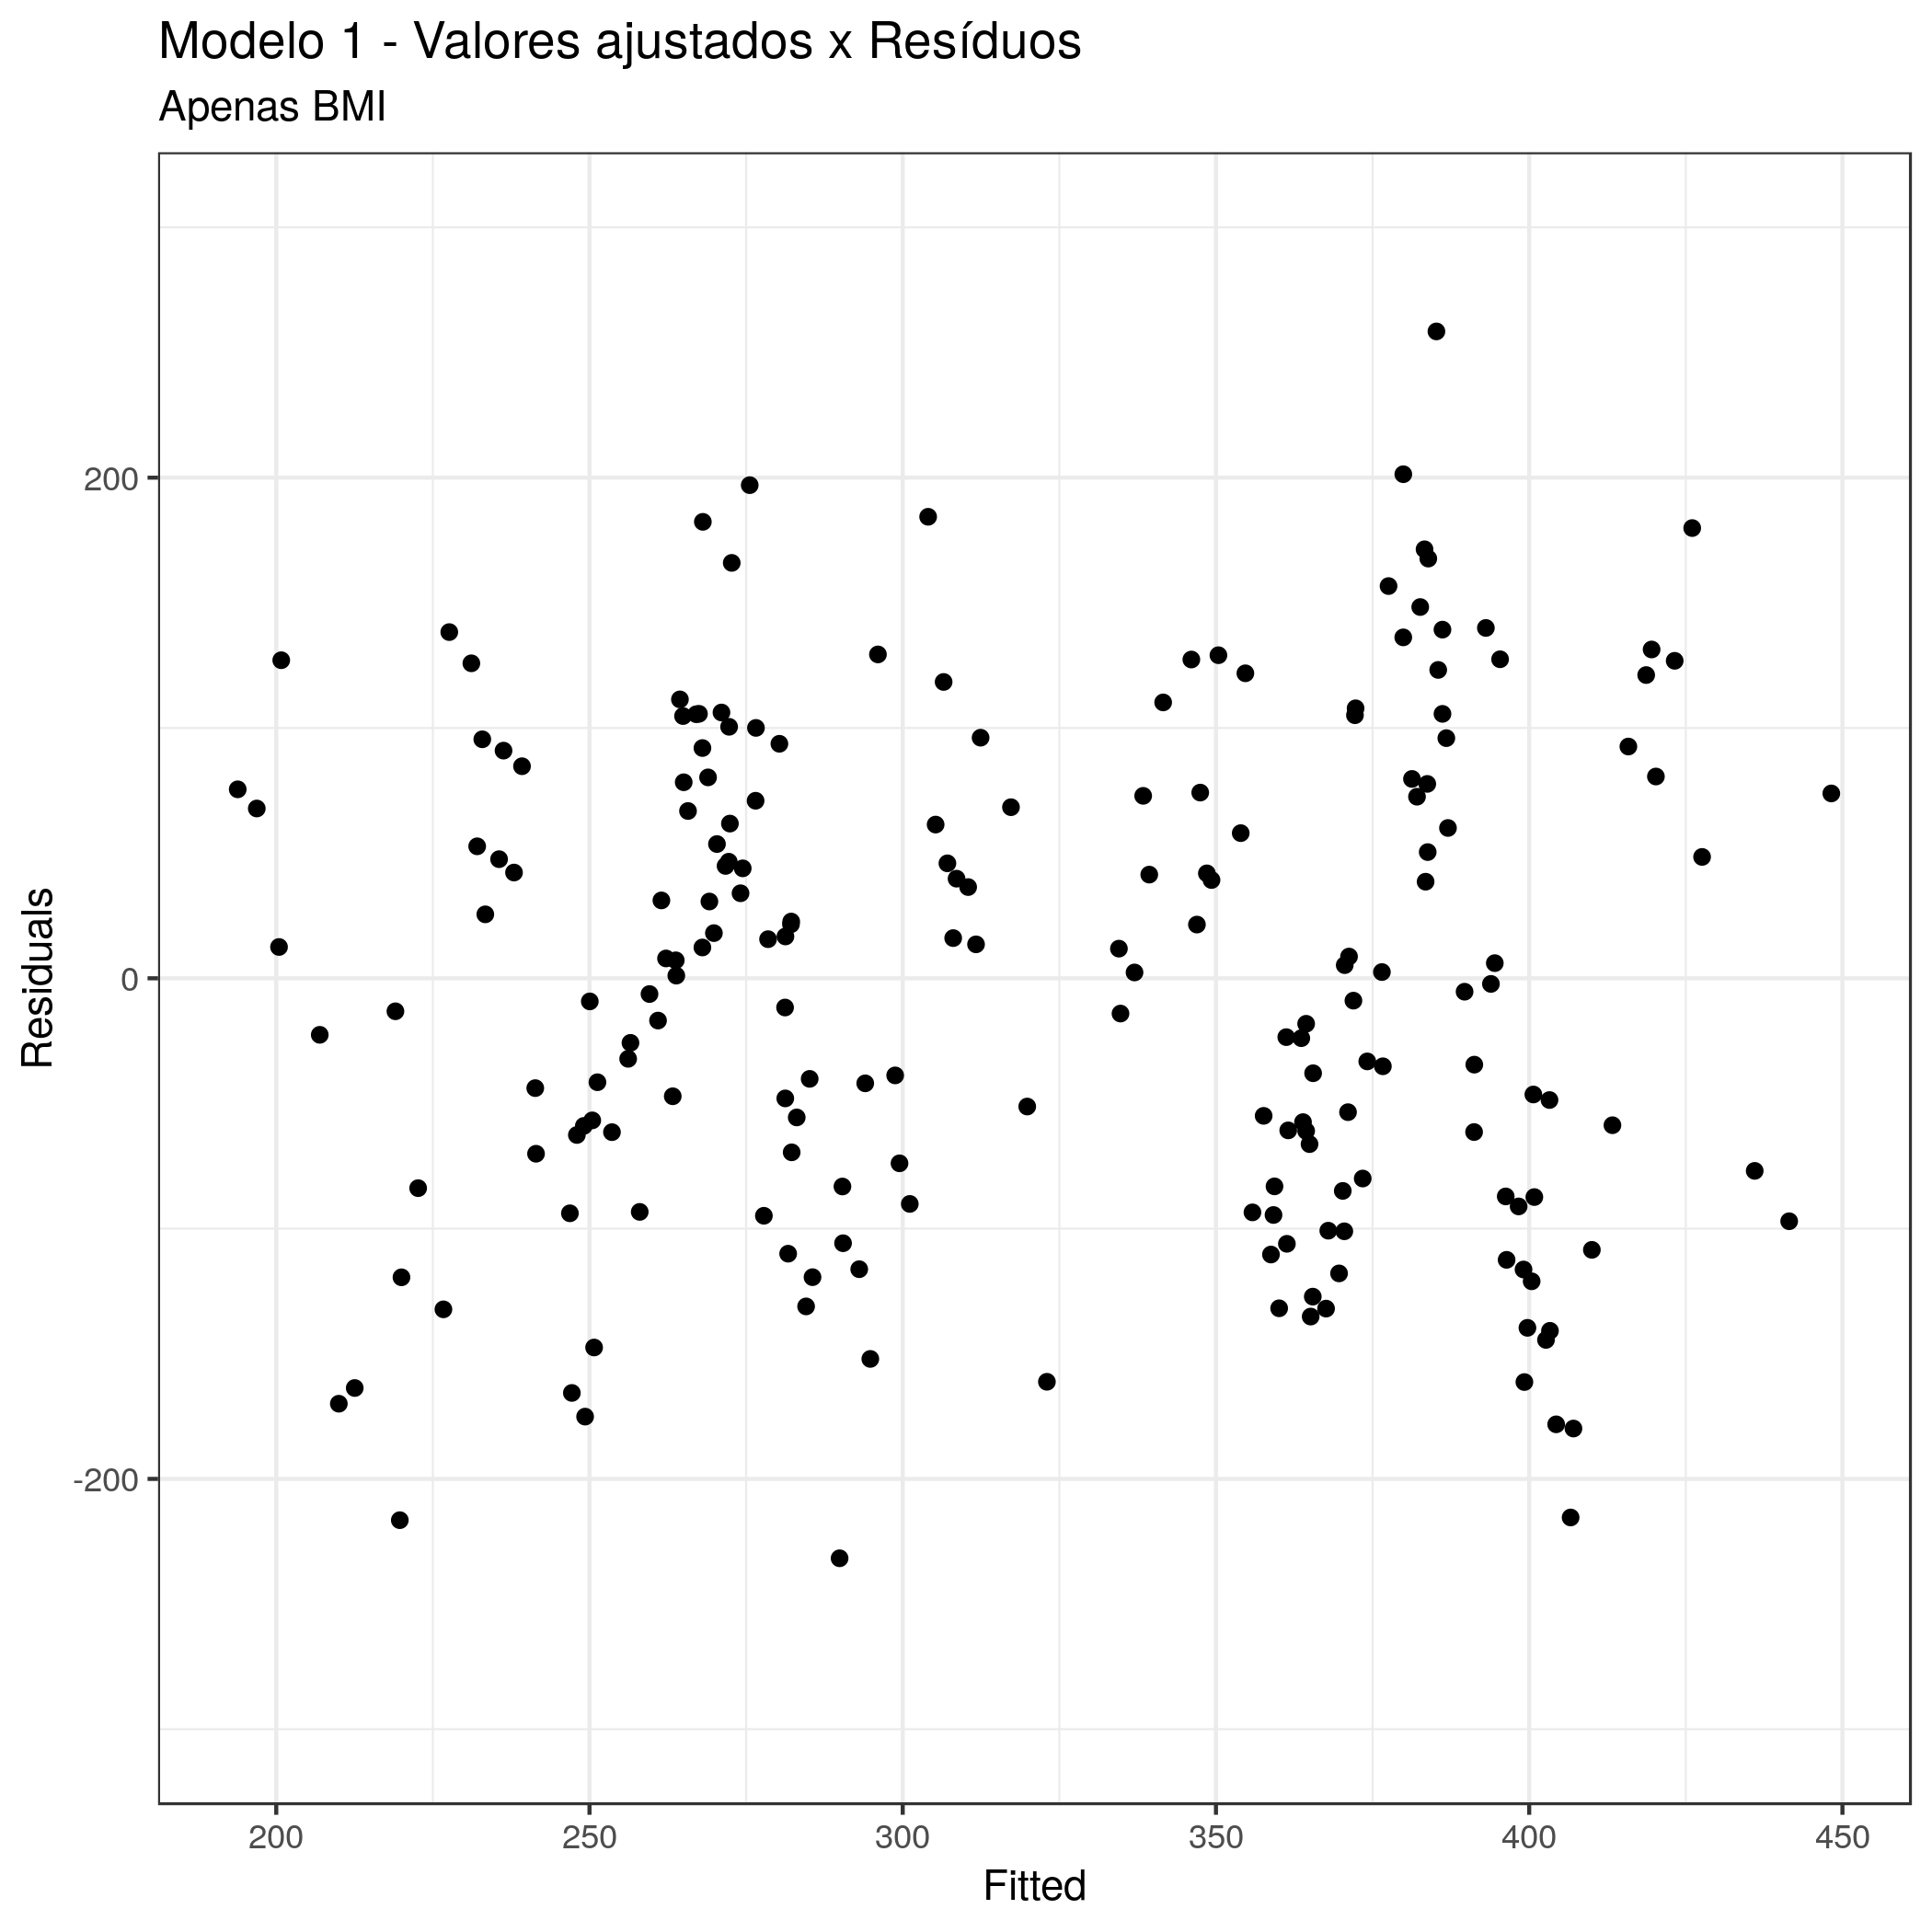 Modelo 1 - Valores ajustados x Resíduos
Apenas BMI
Residuals
200
0
-200
200
250
300
350
400
450
Fitted